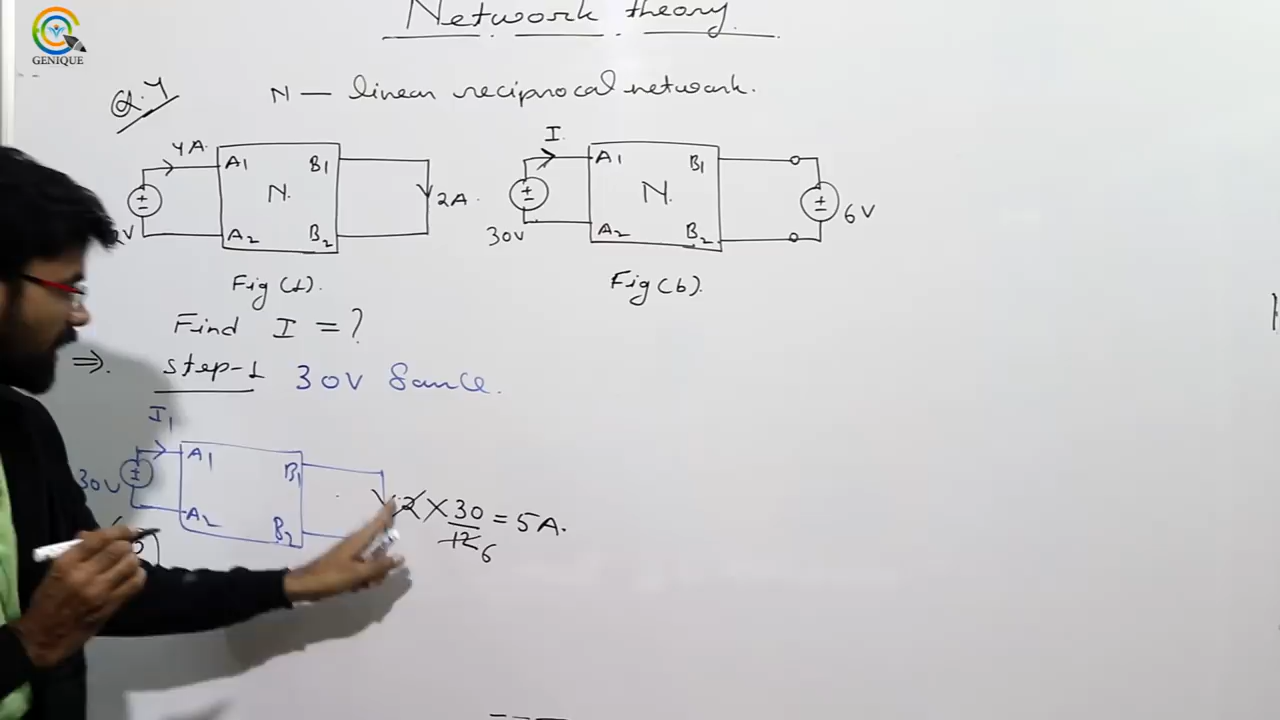 GENIQUE
Network theory
Q.4
N — linear reciprocal network.
4A.
A1
B1
N.
2A.
A2
B2
Fig (1).
I
A1
B1
N
30V
A2
B2
6V
Fig (b).
Find I = ?
⇒. step-1 30V Source.
I1
A1
B1
30V
A2
B2
2 × 30 = 5A.
12
6